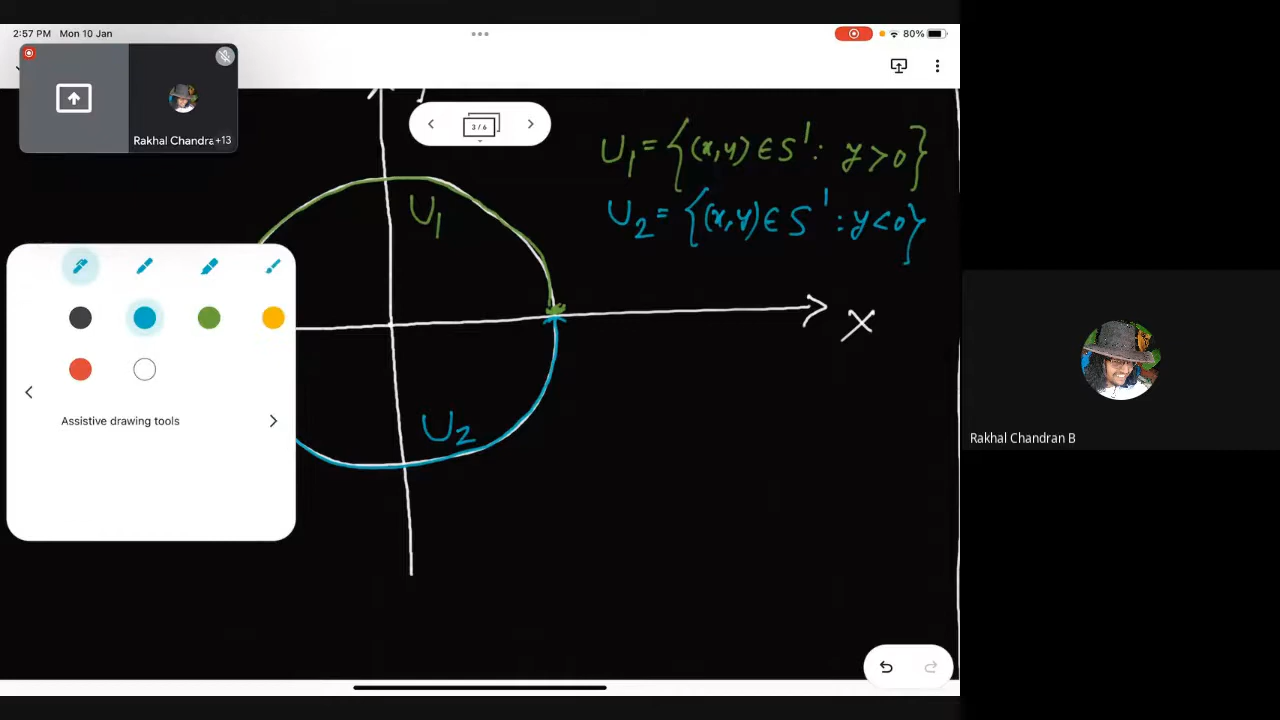 2:57 PM Mon 10 Jan
80%
Rakhal Chandra +13
3 / 6
U₁ = {(x,y) ∈ S¹ : y > 0}
U₂ = {(x,y) ∈ S¹ : y < 0}
U₁
X
Assistive drawing tools
U₂
Rakhal Chandran B